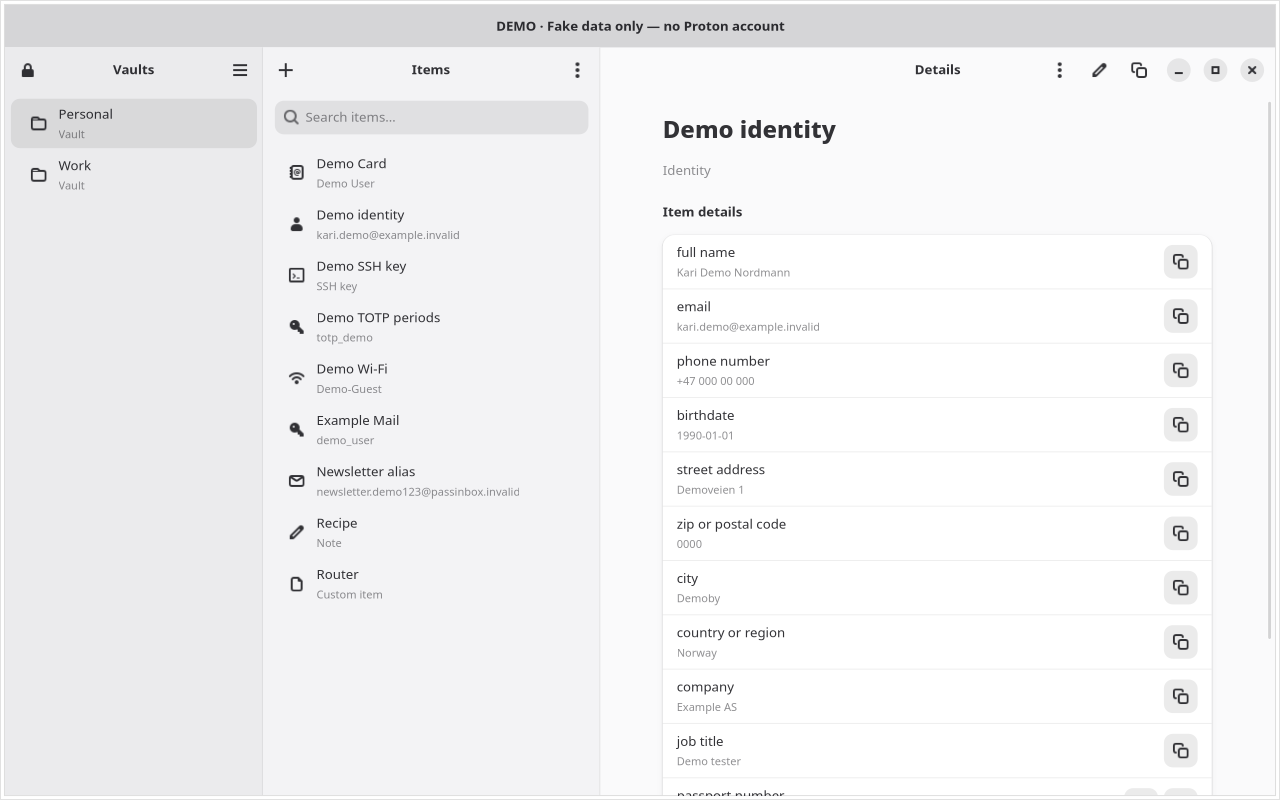 DEMO · Fake data only — no Proton account
Vaults
Personal
Vault
Work
Vault
Items
Search items...
Demo Card
Demo User
Demo identity
kari.demo@example.invalid
Demo SSH key
SSH key
Demo TOTP periods
totp_demo
Demo Wi-Fi
Demo-Guest
Example Mail
demo_user
Newsletter alias
newsletter.demo123@passinbox.invalid
Recipe
Note
Router
Custom item
Details
Demo identity
Identity
Item details
full name
Kari Demo Nordmann
email
kari.demo@example.invalid
phone number
+47 000 00 000
birthdate
1990-01-01
street address
Demoveien 1
zip or postal code
0000
city
Demoby
country or region
Norway
company
Example AS
job title
Demo tester
passport number